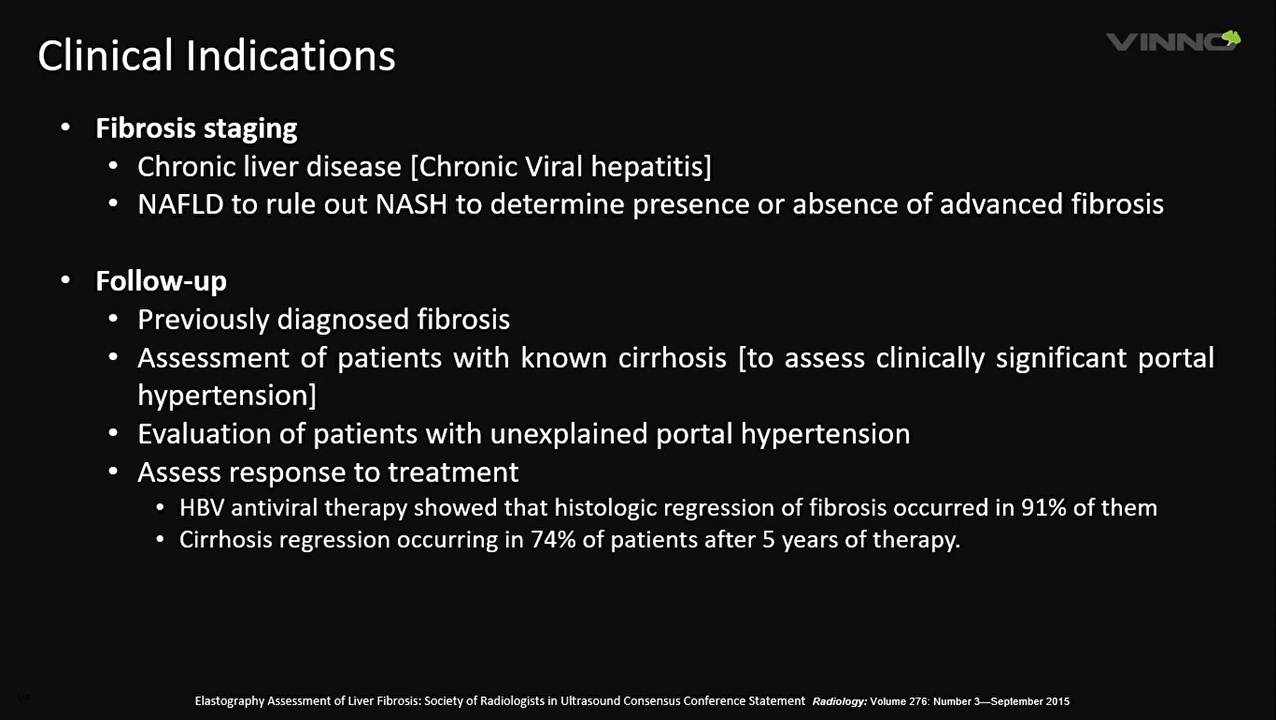 Clinical Indications
VINNO
• Fibrosis staging
• Chronic liver disease [Chronic Viral hepatitis]
• NAFLD to rule out NASH to determine presence or absence of advanced fibrosis
• Follow-up
• Previously diagnosed fibrosis
• Assessment of patients with known cirrhosis [to assess clinically significant portal
hypertension]
• Evaluation of patients with unexplained portal hypertension
• Assess response to treatment
• HBV antiviral therapy showed that histologic regression of fibrosis occurred in 91% of them
• Cirrhosis regression occurring in 74% of patients after 5 years of therapy.
Elastography Assessment of Liver Fibrosis: Society of Radiologists in Ultrasound Consensus Conference Statement Radiology: Volume 276: Number 3—September 2015